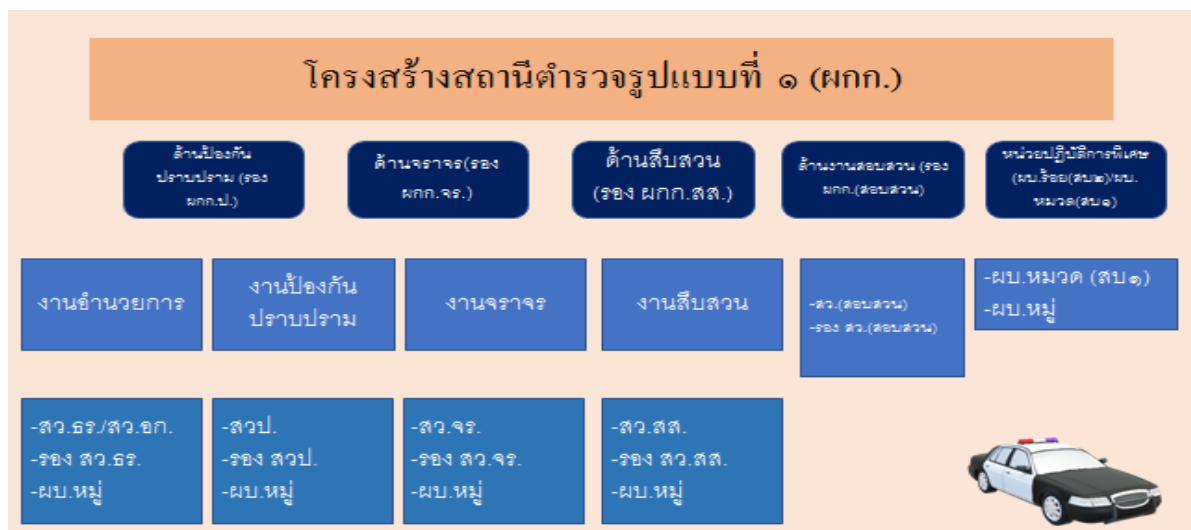 โครงสร้างสถานีตำรวจรูปแบบที่ ๑ (ผกก.)
ด้านป้องกัน
ปราบปราม (รอง
ผกก.ป.)
ด้านจราจร(รอง
ผกก.จร.)
ด้านสืบสวน
(รอง ผกก.สส.)
ด้านงานสอบสวน (รอง
ผกก.(สอบสวน)
หน่วยปฏิบัติการพิเศษ
(ผบ.ร้อย(สบ๒)/ผบ.
หมวด(สบ๑)
งานอำนวยการ
งานป้องกัน
ปราบปราม
งานจราจร
งานสืบสวน
-สว.(สอบสวน)
-รอง สว.(สอบสวน)
-ผบ.หมวด (สบ๑)
-ผบ.หมู่
-สว.ธร./สว.อก.
-รอง สว.ธร.
-ผบ.หมู่
-สวป.
-รอง สวป.
-ผบ.หมู่
-สว.จร.
-รอง สว.จร.
-ผบ.หมู่
-สว.สส.
-รอง สว.สส.
-ผบ.หมู่